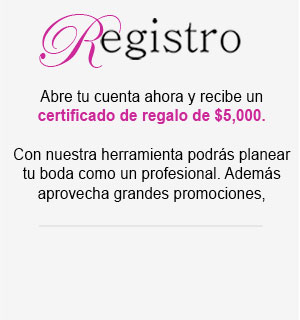 Registro
Abre tu cuenta ahora y recibe un
certificado de regalo de $5,000.
Con nuestra herramienta podrás planear
tu boda como un profesional. Además
aprovecha grandes promociones,